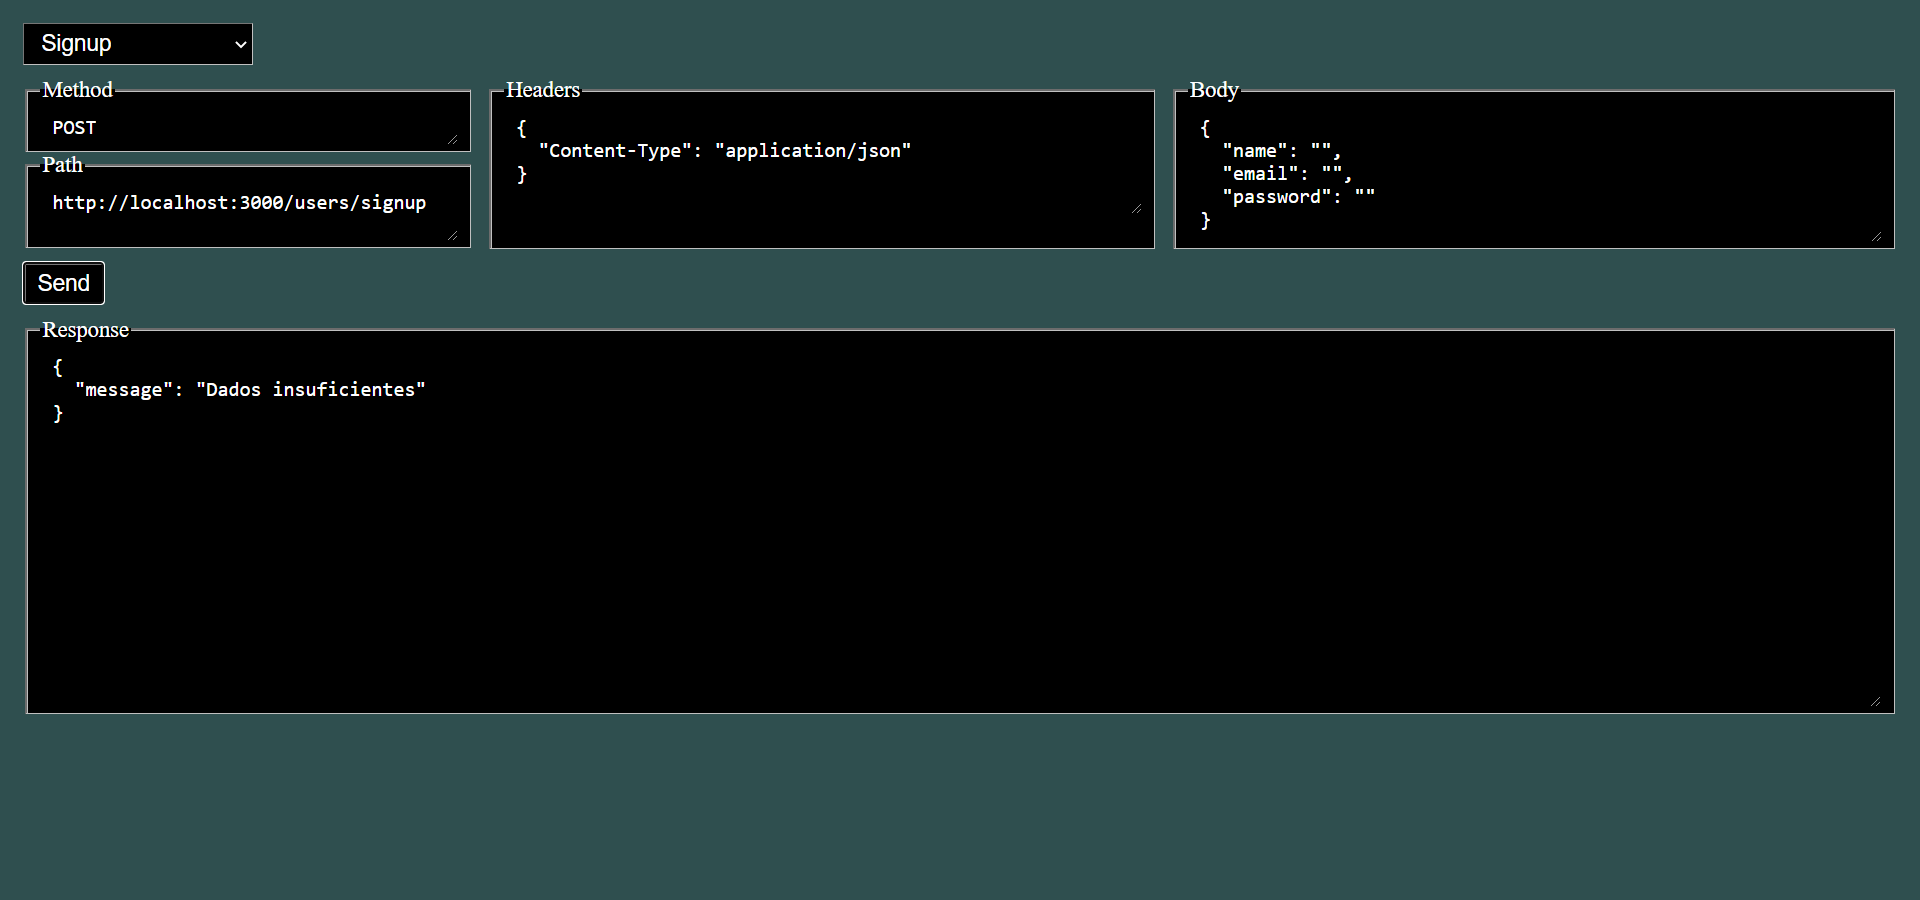 Signup
Method
POST
Path
http://localhost:3000/users/signup
Headers
{
  "Content-Type": "application/json"
}
Body
{
  "name": "",
  "email": "",
  "password": ""
}
Send
Response
{
  "message": "Dados insuficientes"
}